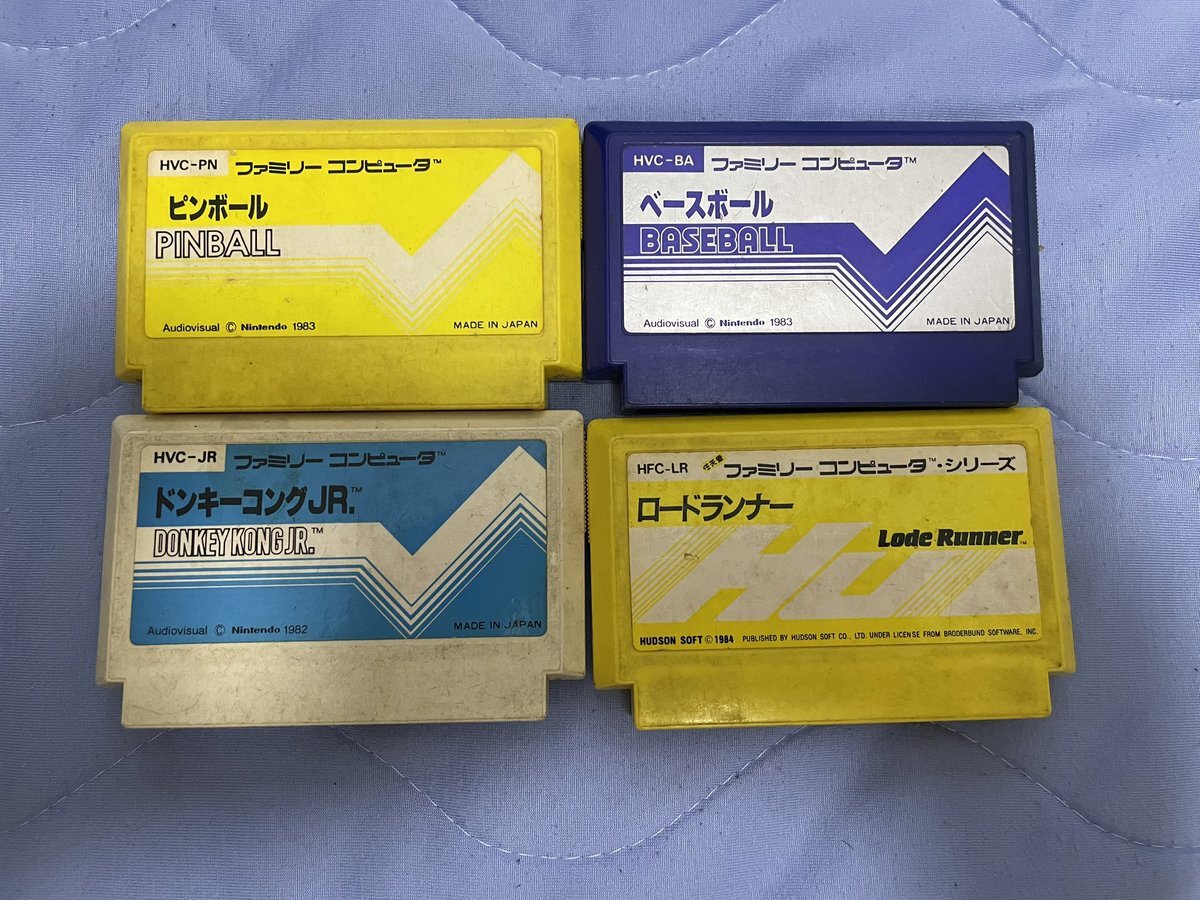 HVC-PN ファミリー コンピュータ™
ピンボール
PINBALL
Audiovisual © Nintendo 1983
MADE IN JAPAN
HVC-BA ファミリー コンピュータ™
ベースボール
BASEBALL
Audiovisual © Nintendo 1983
MADE IN JAPAN
HVC-JR ファミリー コンピュータ™
ドンキーコングJR.™
DONKEY KONG JR.™
Audiovisual © Nintendo 1982
MADE IN JAPAN
HFC-LR 任天堂 ファミリー コンピュータ™・シリーズ
ロードランナー
Lode Runner™
HU
HUDSON SOFT © 1984 PUBLISHED BY HUDSON SOFT CO., LTD. UNDER LICENSE FROM BRODERBUND SOFTWARE, INC.